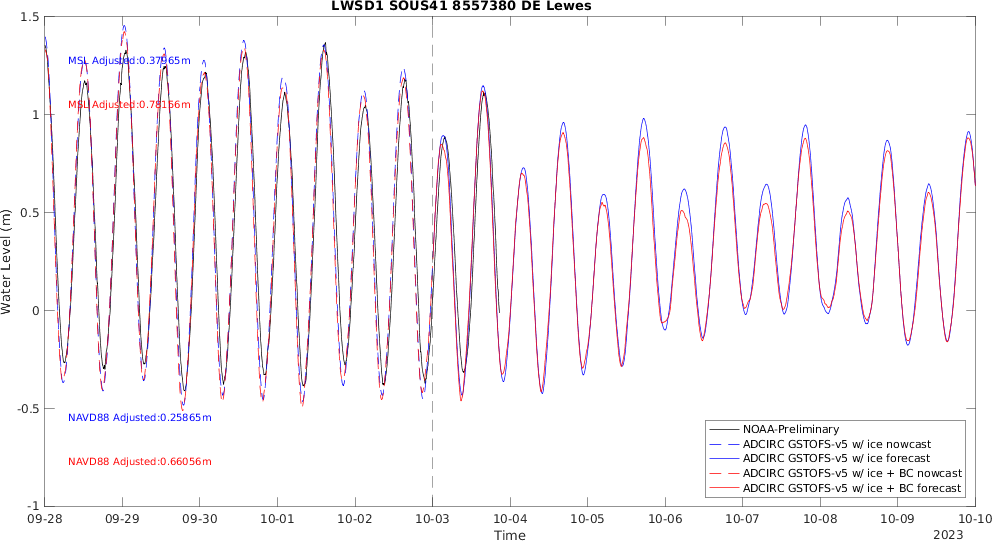 LWSD1 SOUS41 8557380 DE Lewes
1.5
1
0.5
0
-0.5
-1
Water Level (m)
MSL Adjusted:0.37965m
MSL Adjusted:0.78156m
NAVD88 Adjusted:0.25865m
NAVD88 Adjusted:0.66056m
NOAA-Preliminary
ADCIRC GSTOFS-v5 w/ ice nowcast
ADCIRC GSTOFS-v5 w/ ice forecast
ADCIRC GSTOFS-v5 w/ ice + BC nowcast
ADCIRC GSTOFS-v5 w/ ice + BC forecast
09-28 09-29 09-30 10-01 10-02 10-03 10-04 10-05 10-06 10-07 10-08 10-09 10-10
Time
2023